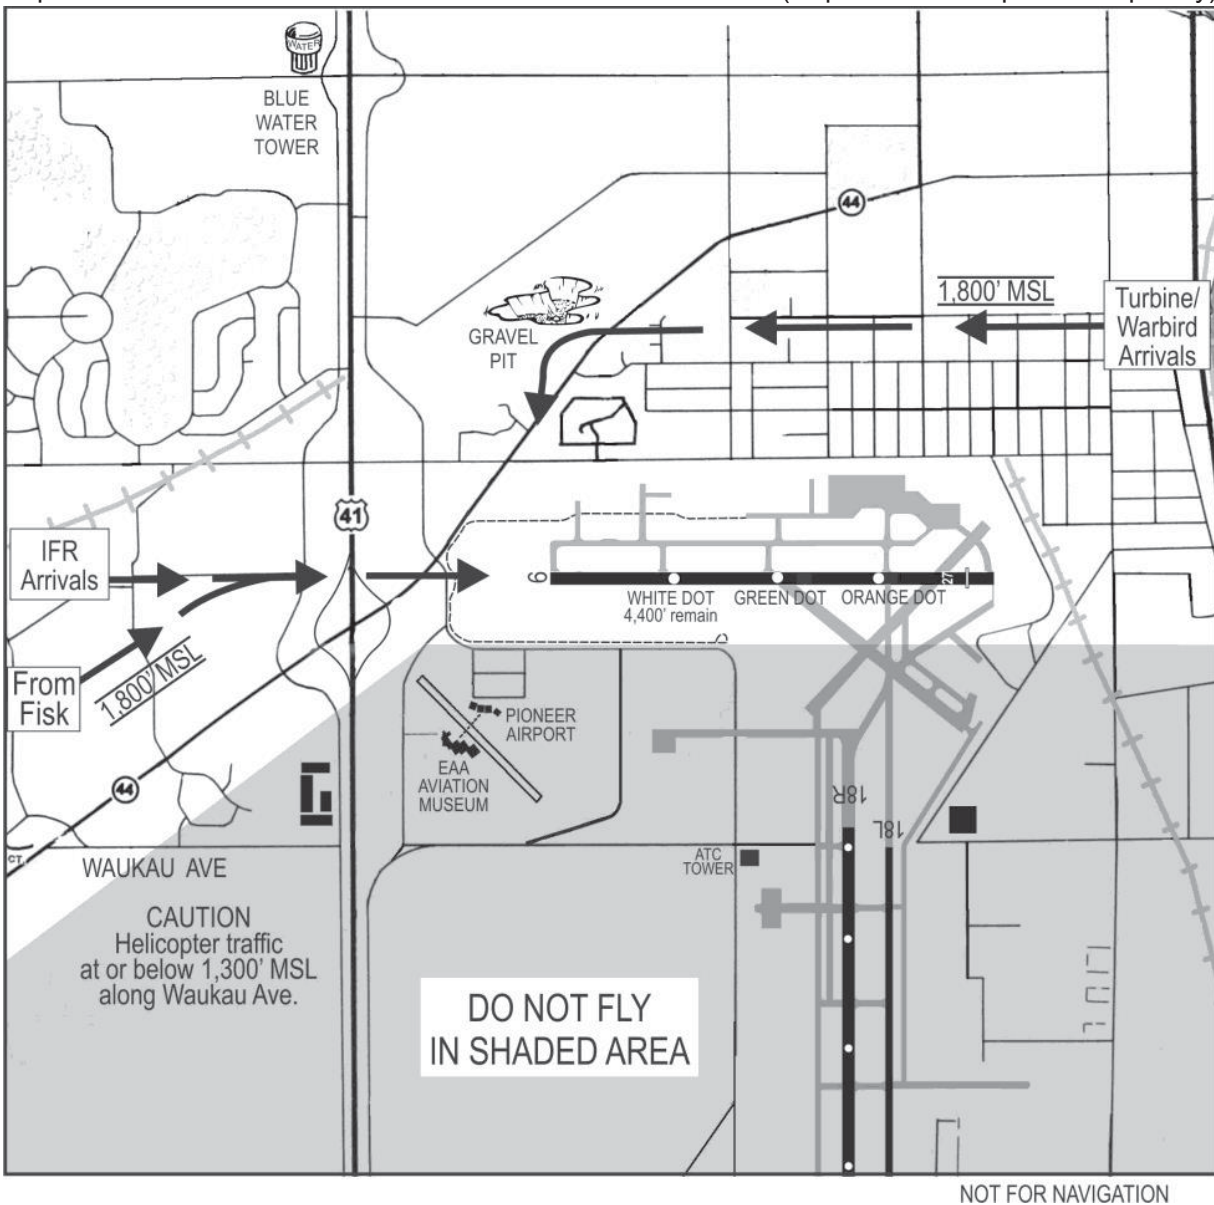 WATER
BLUE
WATER
TOWER
44
1,800' MSL
Turbine/
Warbird
Arrivals
GRAVEL
PIT
41
IFR
Arrivals
9
27
WHITE DOT
4,400' remain
GREEN DOT
ORANGE DOT
From
Fisk
1,800' MSL
PIONEER
AIRPORT
EAA
AVIATION
MUSEUM
44
18R
18L
CT.
WAUKAU AVE
ATC
TOWER
CAUTION
Helicopter traffic
at or below 1,300' MSL
along Waukau Ave.
DO NOT FLY
IN SHADED AREA
NOT FOR NAVIGATION